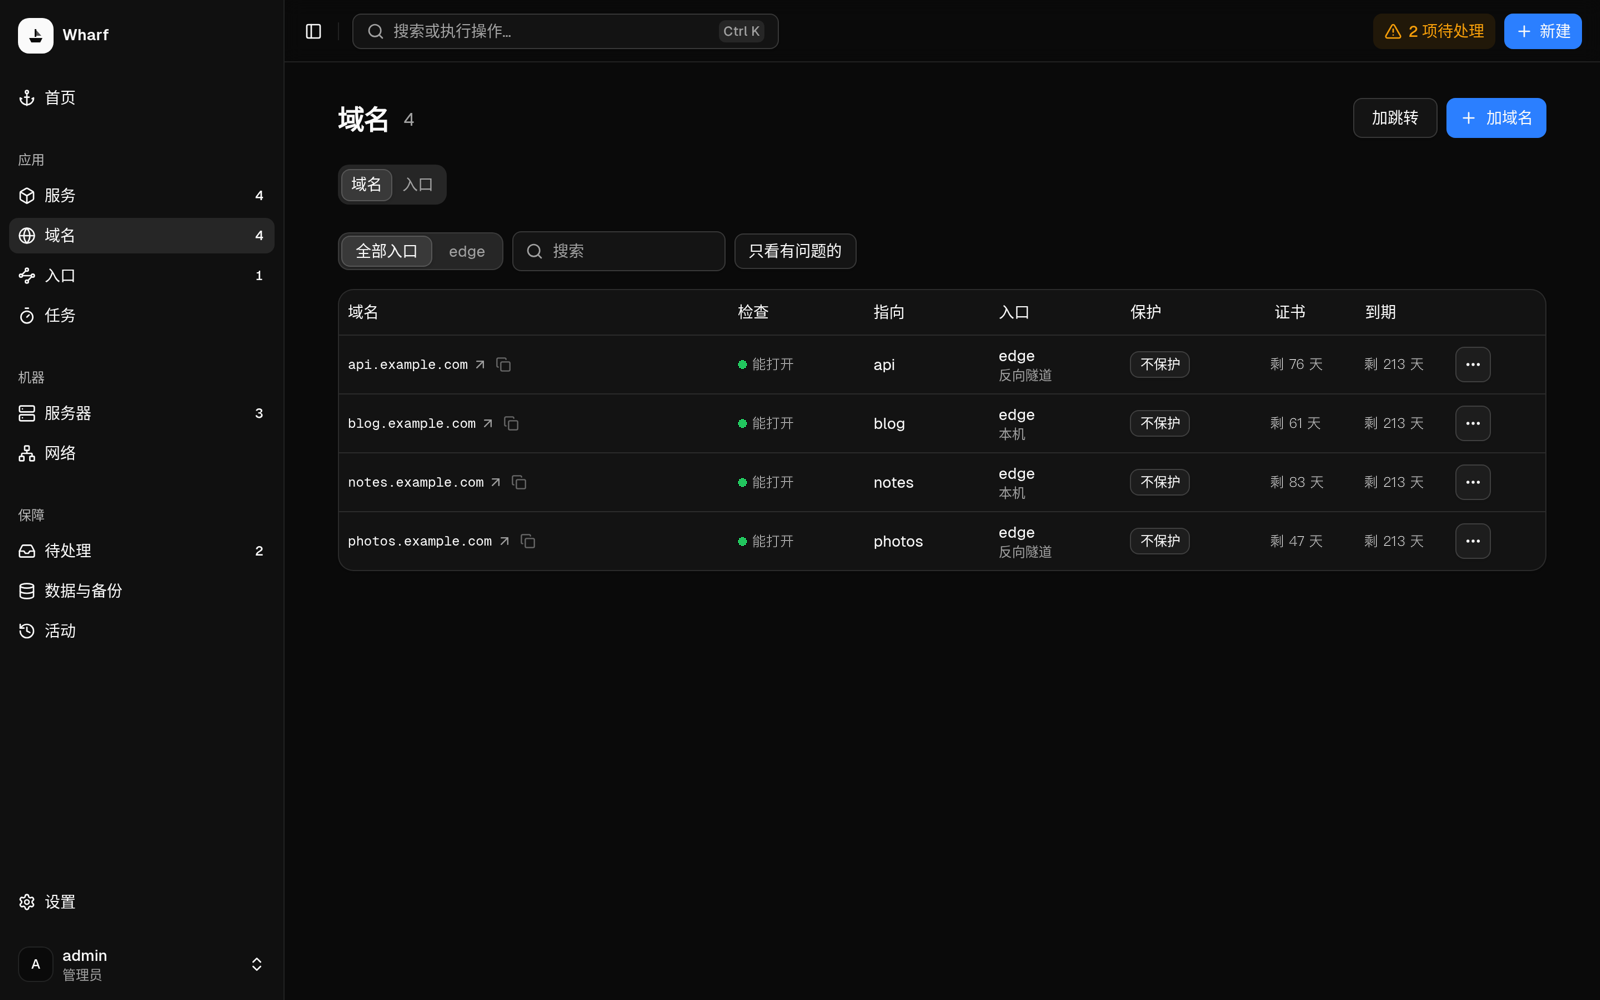 Wharf
搜索或执行操作...
Ctrl K
2 项待处理
新建
首页
应用
服务 4
域名 4
入口 1
任务
机器
服务器 3
网络
保障
待处理 2
数据与备份
活动
设置
A
admin
管理员
域名 4
加跳转
加域名
域名 入口
全部入口 edge
搜索
只看有问题的
域名 检查 指向 入口 保护 证书 到期
api.example.com 能打开 api edge 不保护 剩 76 天 剩 213 天
反向隧道
blog.example.com 能打开 blog edge 不保护 剩 61 天 剩 213 天
本机
notes.example.com 能打开 notes edge 不保护 剩 83 天 剩 213 天
本机
photos.example.com 能打开 photos edge 不保护 剩 47 天 剩 213 天
反向隧道